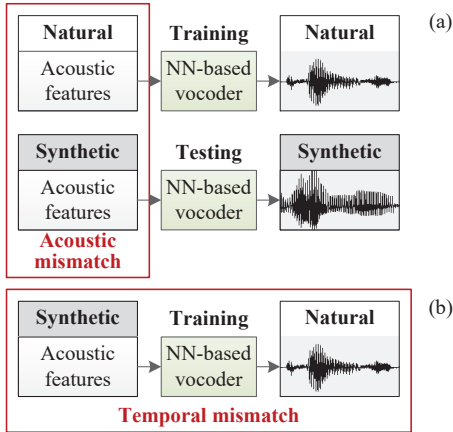 Natural Training Natural (a)
Acoustic features NN-based vocoder
Synthetic Testing Synthetic
Acoustic features NN-based vocoder
Acoustic mismatch
Synthetic Training Natural (b)
Acoustic features NN-based vocoder
Temporal mismatch